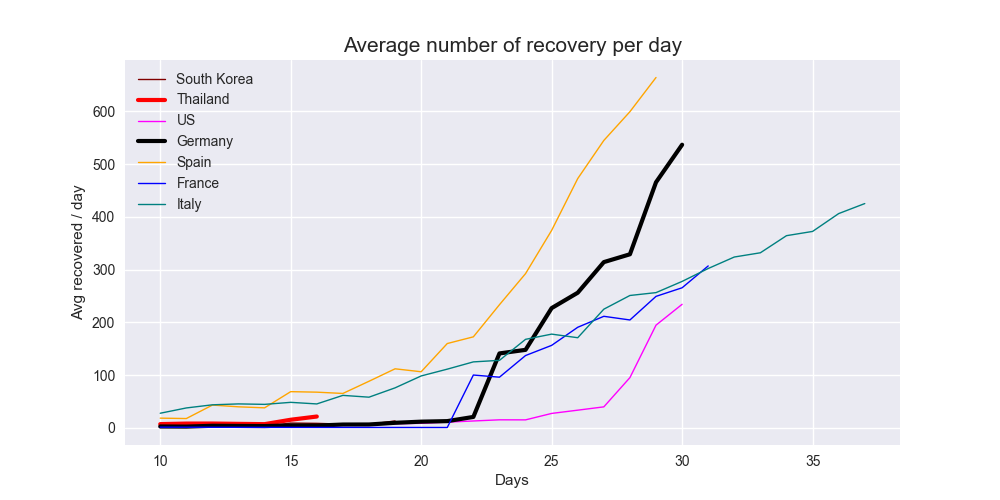 Average number of recovery per day
South Korea
Thailand
US
Germany
Spain
France
Italy
Avg recovered / day
600
500
400
300
200
100
0
10 15 20 25 30 35
Days